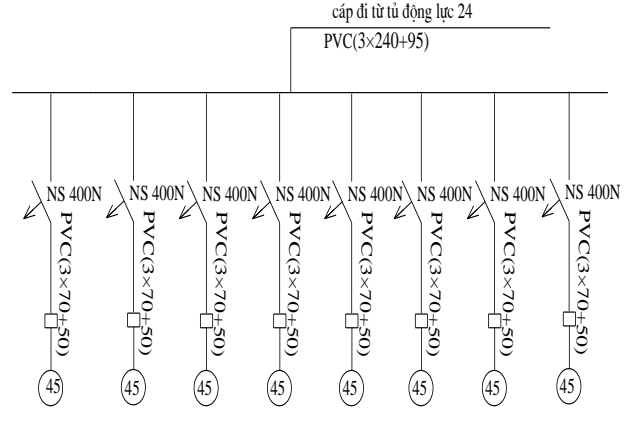 cáp đi từ tủ động lực 24
PVC(3×240+95)
NS 400N
NS 400N
NS 400N
NS 400N
NS 400N
NS 400N
NS 400N
NS 400N
PVC(3×70+50)
PVC(3×70+50)
PVC(3×70+50)
PVC(3×70+50)
PVC(3×70+50)
PVC(3×70+50)
PVC(3×70+50)
PVC(3×70+50)
45
45
45
45
45
45
45
45